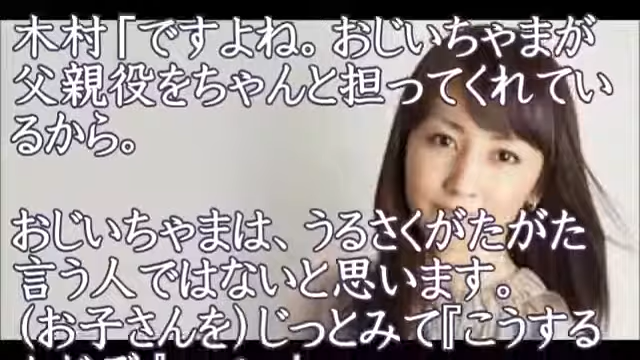 木村「ですよね。おじいちゃまが
父親役をちゃんと担ってくれてい
るから。
おじいちゃまは、うるさくがたがた
言う人ではないと思います。
(お子さんを)じっとみて『こうする